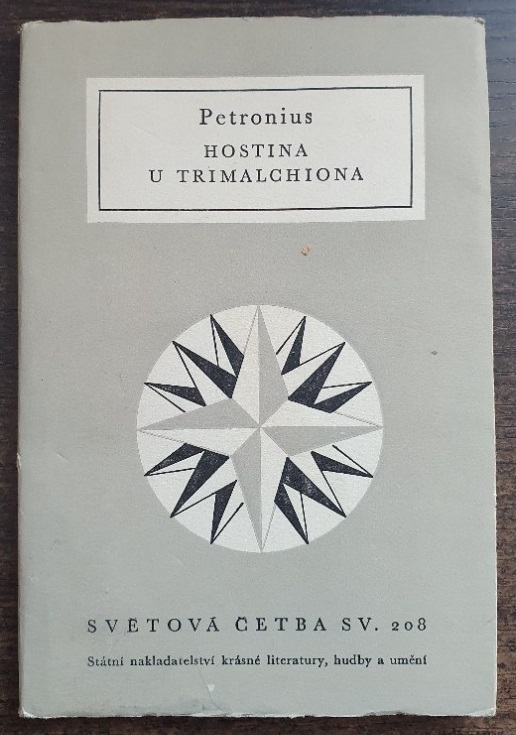 Petronius
HOSTINA
U TRIMALCHIONA
SVĚTOVÁ ČETBA SV. 208
Státní nakladatelství krásné literatury, hudby a umění